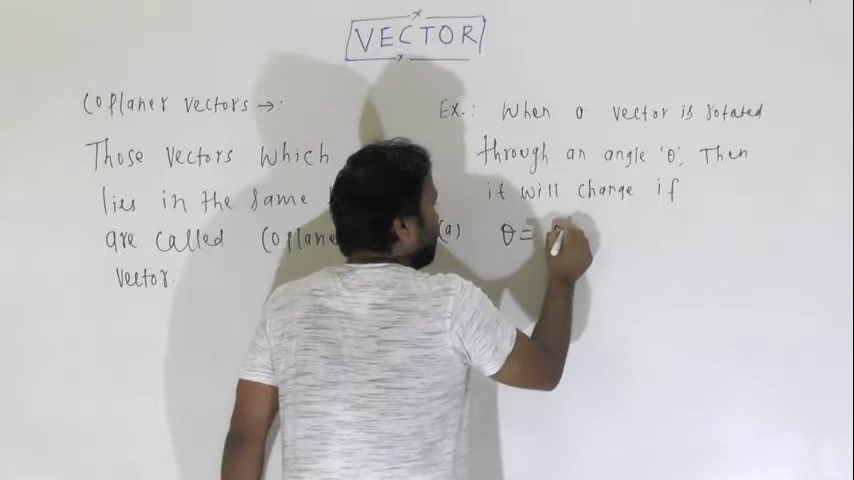 VECTOR
Coplaner vectors →:
Those vectors which
lies in the same
are called Coplane
vector.
Ex.: When a vector is rotated
through an angle 'θ', Then
it will change if
(a) θ =